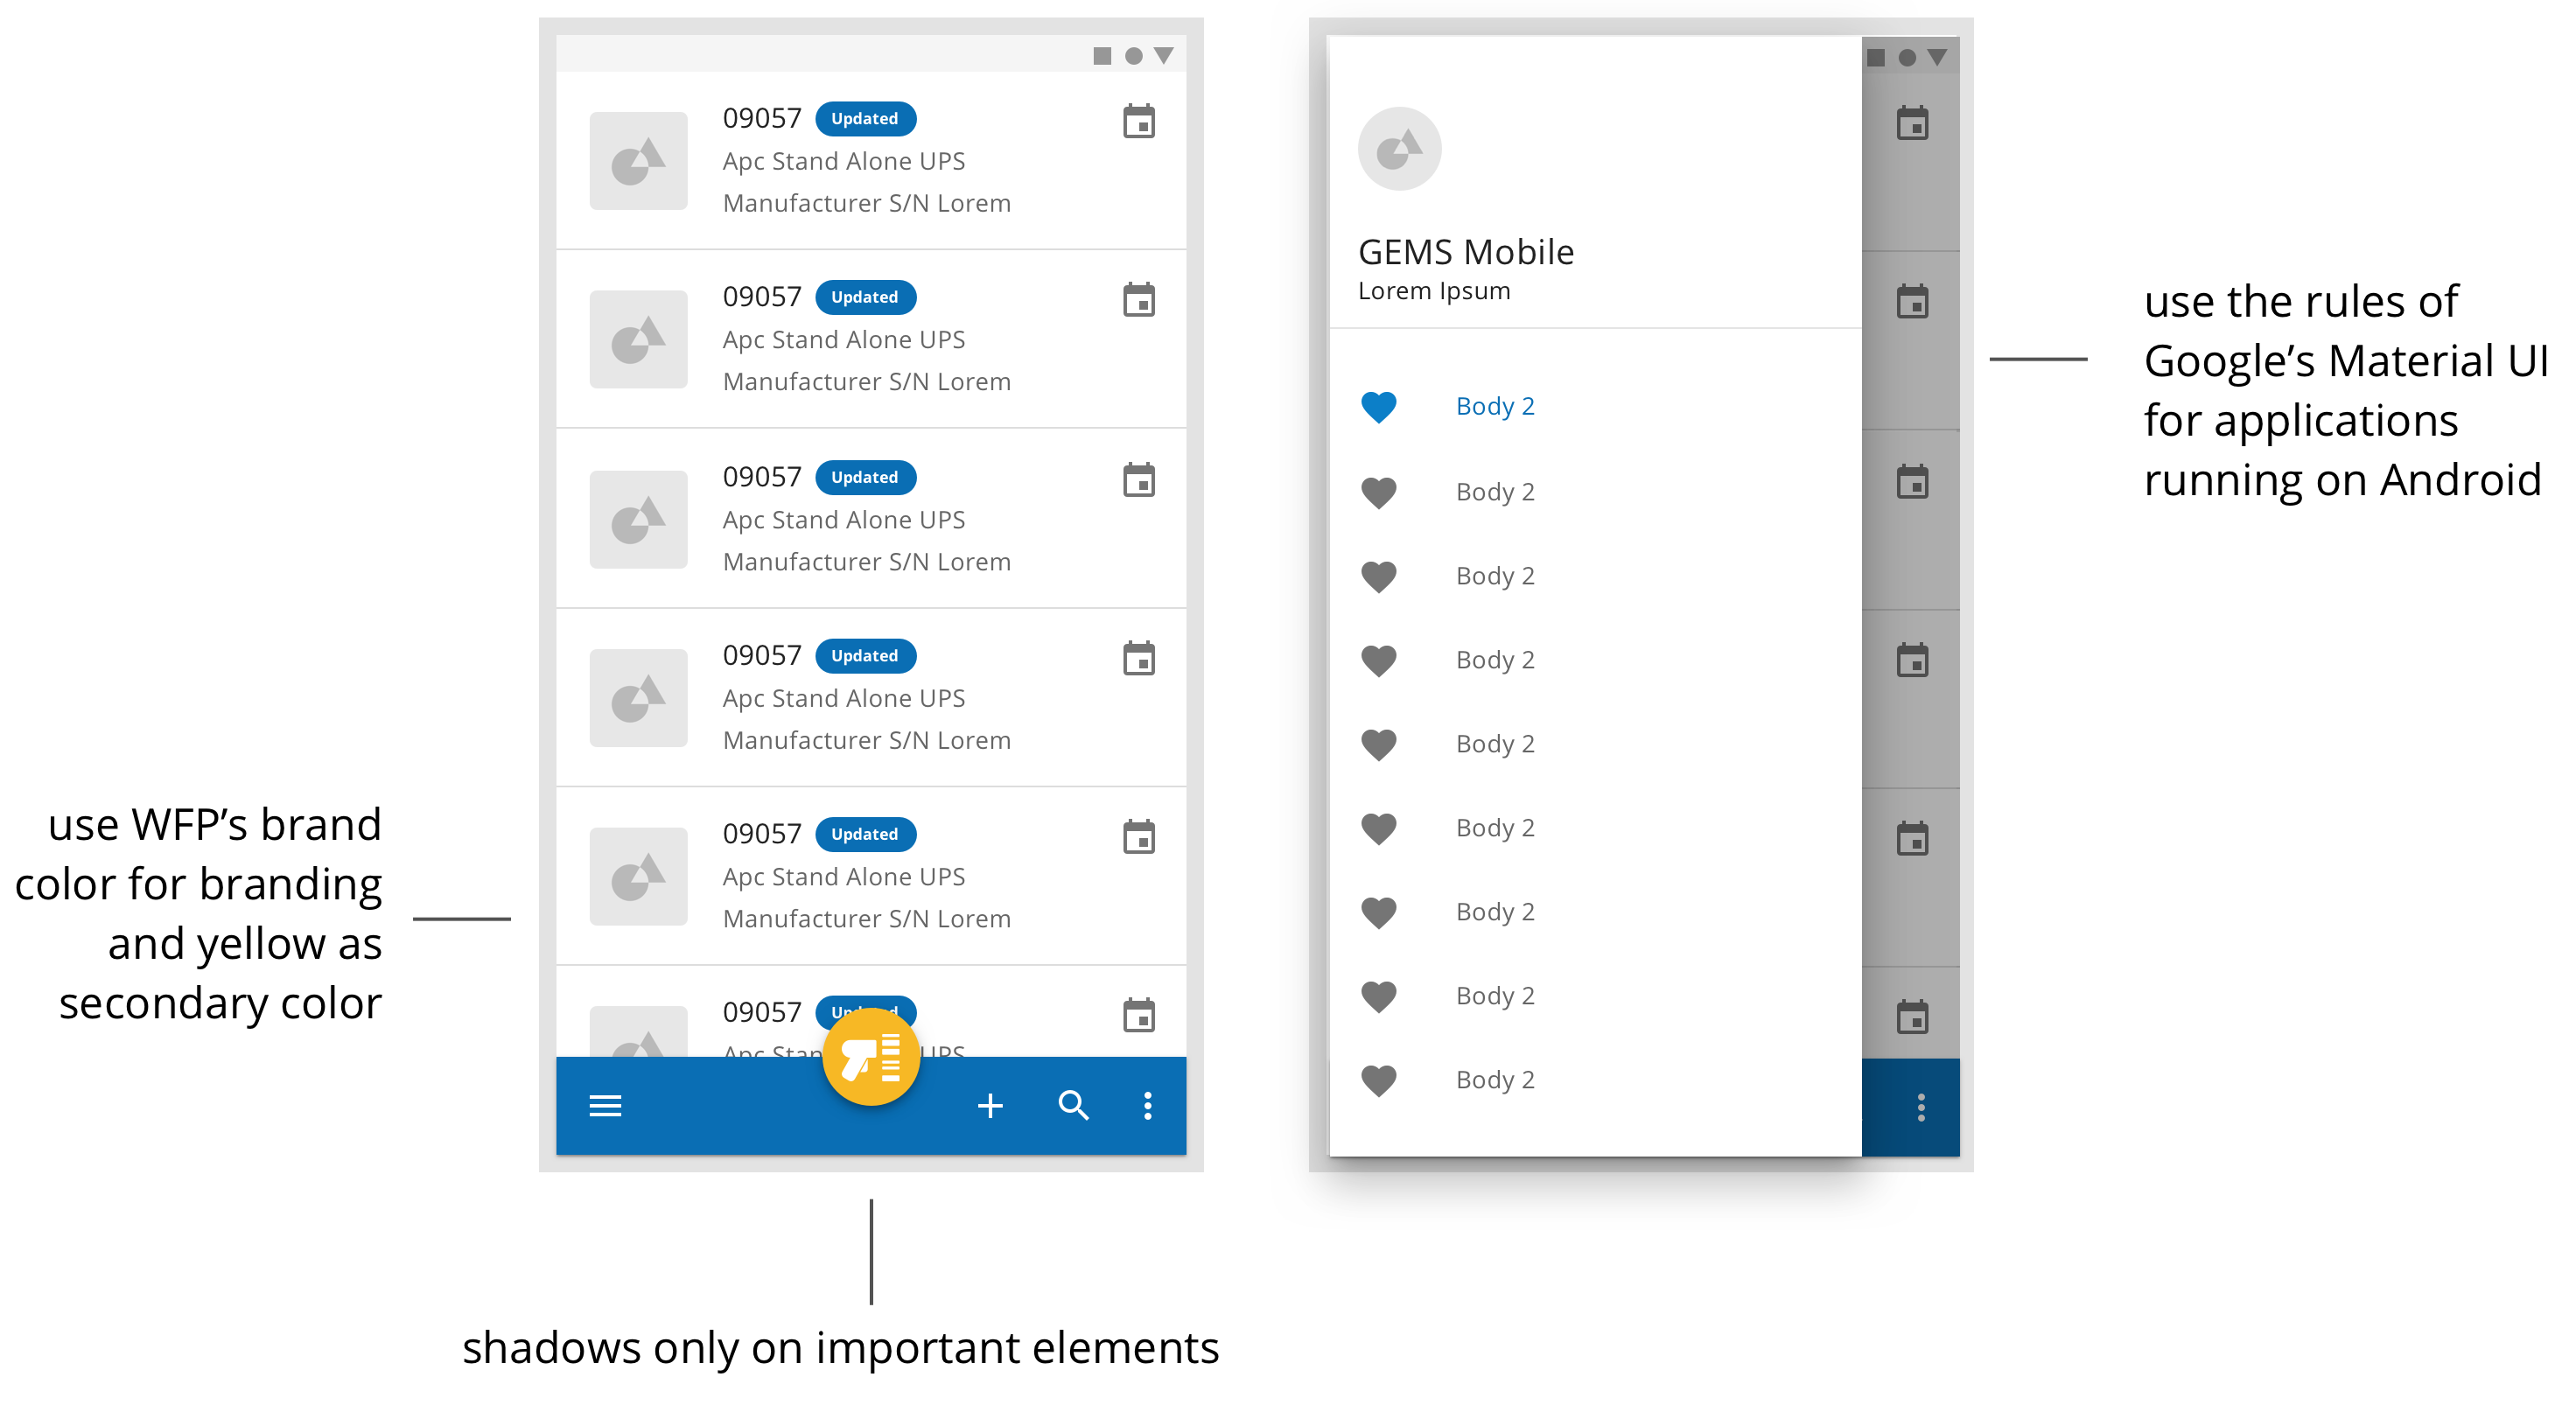 09057 Updated
Apc Stand Alone UPS
Manufacturer S/N Lorem
09057 Updated
Apc Stand Alone UPS
Manufacturer S/N Lorem
09057 Updated
Apc Stand Alone UPS
Manufacturer S/N Lorem
09057 Updated
Apc Stand Alone UPS
Manufacturer S/N Lorem
09057 Updated
Apc Stand Alone UPS
Manufacturer S/N Lorem
09057
Apc Stan UPS
use WFP’s brand
color for branding
and yellow as
secondary color
shadows only on important elements
GEMS Mobile
Lorem Ipsum
Body 2
Body 2
Body 2
Body 2
Body 2
Body 2
Body 2
Body 2
Body 2
use the rules of
Google’s Material UI
for applications
running on Android